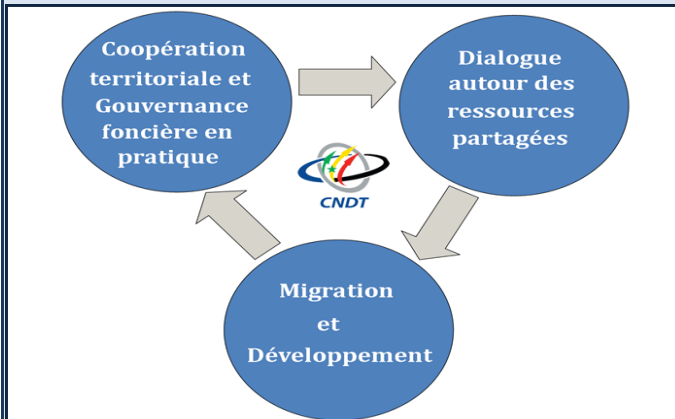 Coopération
territoriale et
Gouvernance
foncière en
pratique
Dialogue
autour des
ressources
partagées
CNDT
Migration
et
Développement